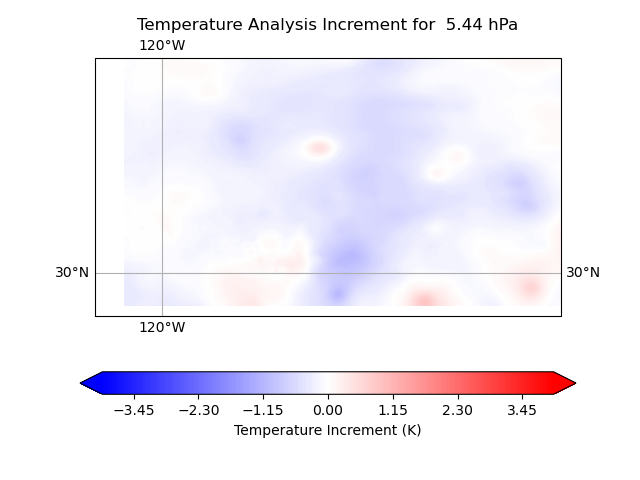 Temperature Analysis Increment for  5.44 hPa
120°W
30°N 30°N
120°W
−3.45 −2.30 −1.15 0.00 1.15 2.30 3.45
Temperature Increment (K)